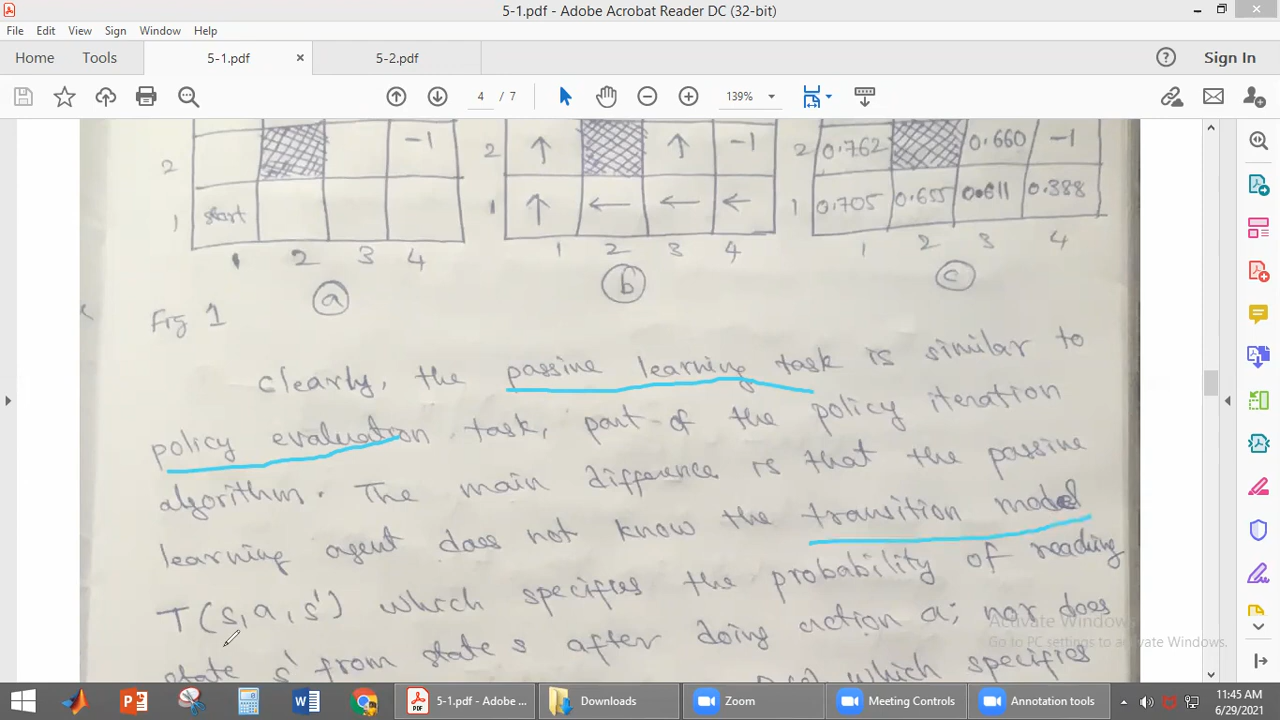 5-1.pdf - Adobe Acrobat Reader DC (32-bit)
File Edit View Sign Window Help
Home Tools 5-1.pdf × 5-2.pdf Sign In
4 / 7 139%
2 -1 2 ↑ ↑ -1 2 0.762 0.660 -1
1 start 1 ↑ ← ← ← 1 0.705 0.655 0.611 0.388
1 2 3 4 1 2 3 4 1 2 3 4
a b c
Fig 1
Clearly, the passive learning task is similar to
policy evaluation task, part of the policy iteration
algorithm. The main difference is that the passive
learning agent does not know the transition model
T(s,a,s') which specifies the probability of reaching
state s' from state s after doing action a; nor does
which specifies
Activate Windows
Go to PC settings to activate Windows.
5-1.pdf - Adobe Ac... Downloads Zoom Meeting Controls Annotation tools
11:45 AM
6/29/2021